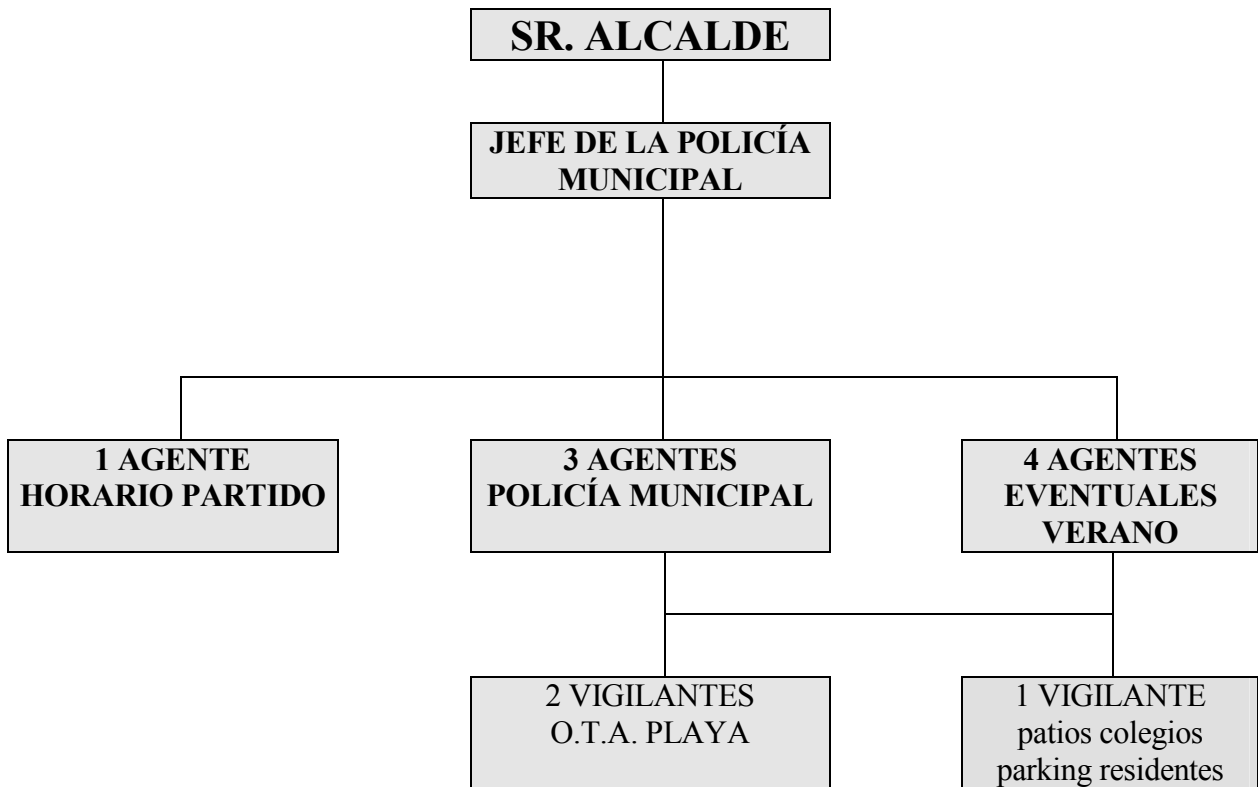 SR. ALCALDE
JEFE DE LA POLICÍA
MUNICIPAL
1 AGENTE
HORARIO PARTIDO
3 AGENTES
POLICÍA MUNICIPAL
4 AGENTES
EVENTUALES
VERANO
2 VIGILANTES
O.T.A. PLAYA
1 VIGILANTE
patios colegios
parking residentes